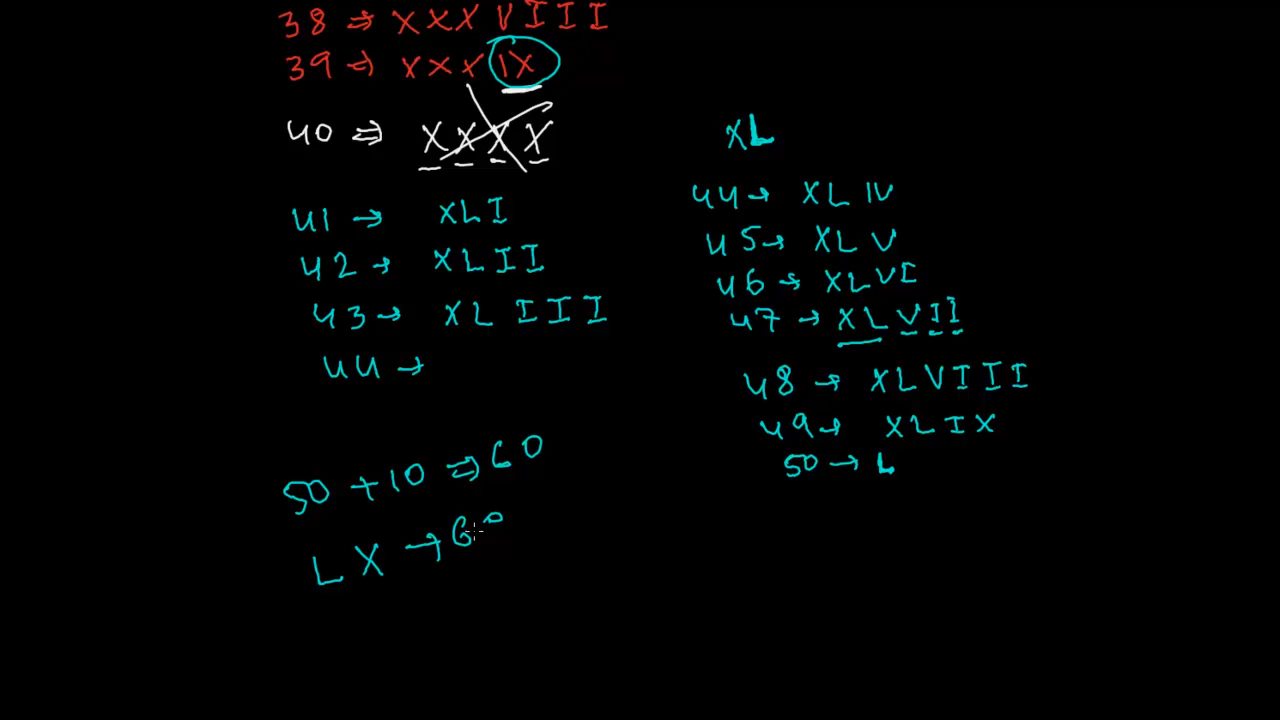 38 ⇒ XXXVIII
39 ⇒ XXXIX
40 ⇒ XXXX
XL
41 → XLI
42 → XLII
43 → XLIII
44 →
44 → XLIV
45 → XLV
46 → XLVI
47 → XLVII
48 → XLVIII
49 → XLIX
50 → L
50 + 10 ⇒ 60
LX → 60